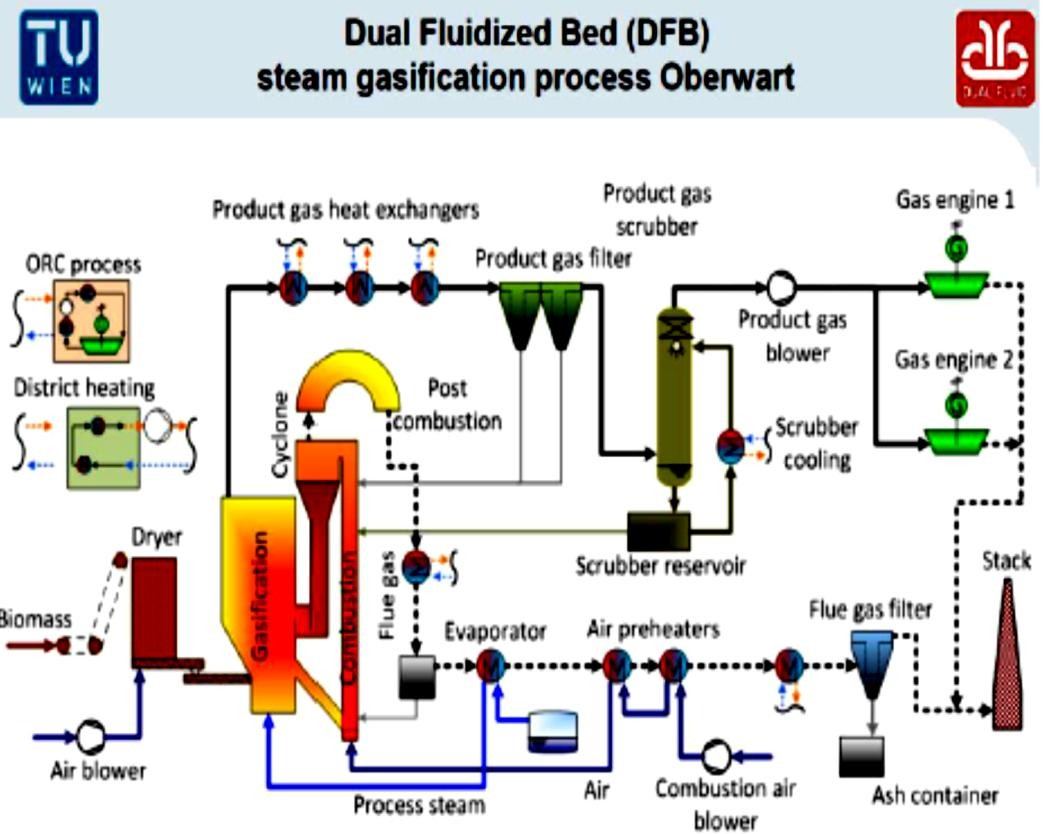 TU
WIEN
Dual Fluidized Bed (DFB)
steam gasification process Oberwart
DUAL FLUID
Product gas heat exchangers
Product gas
scrubber
Gas engine 1
ORC process
Product gas filter
Product gas
blower
Gas engine 2
District heating
Cyclone
Post
combustion
Scrubber
cooling
Dryer
Gasification
Combustion
Flue gas
Scrubber reservoir
Stack
Biomass
Evaporator
Air preheaters
Flue gas filter
Air blower
Process steam
Air
Combustion air
blower
Ash container